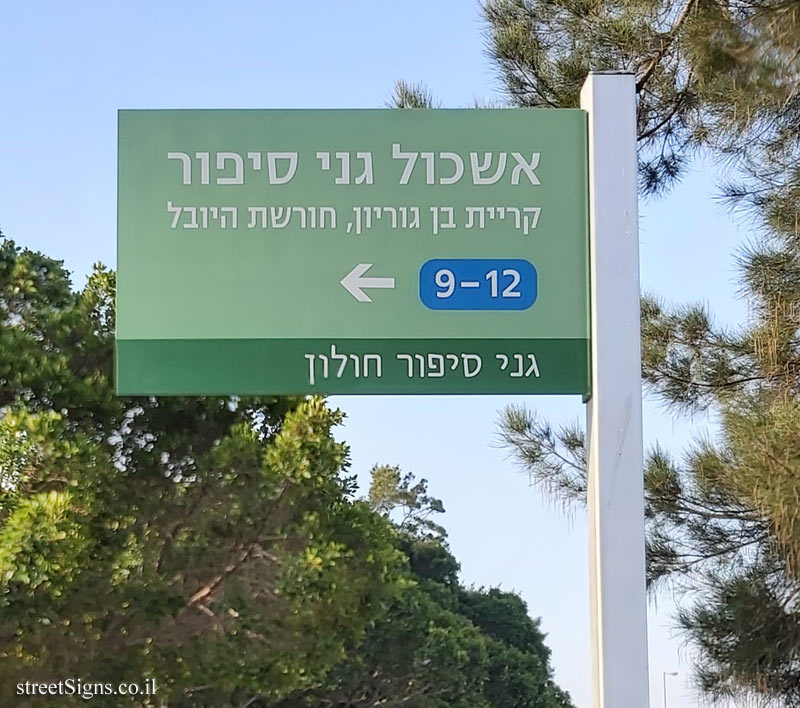 אשכול גני סיפור
קריית בן גוריון, חורשת היובל
9-12 ←
גני סיפור חולון
streetSigns.co.il